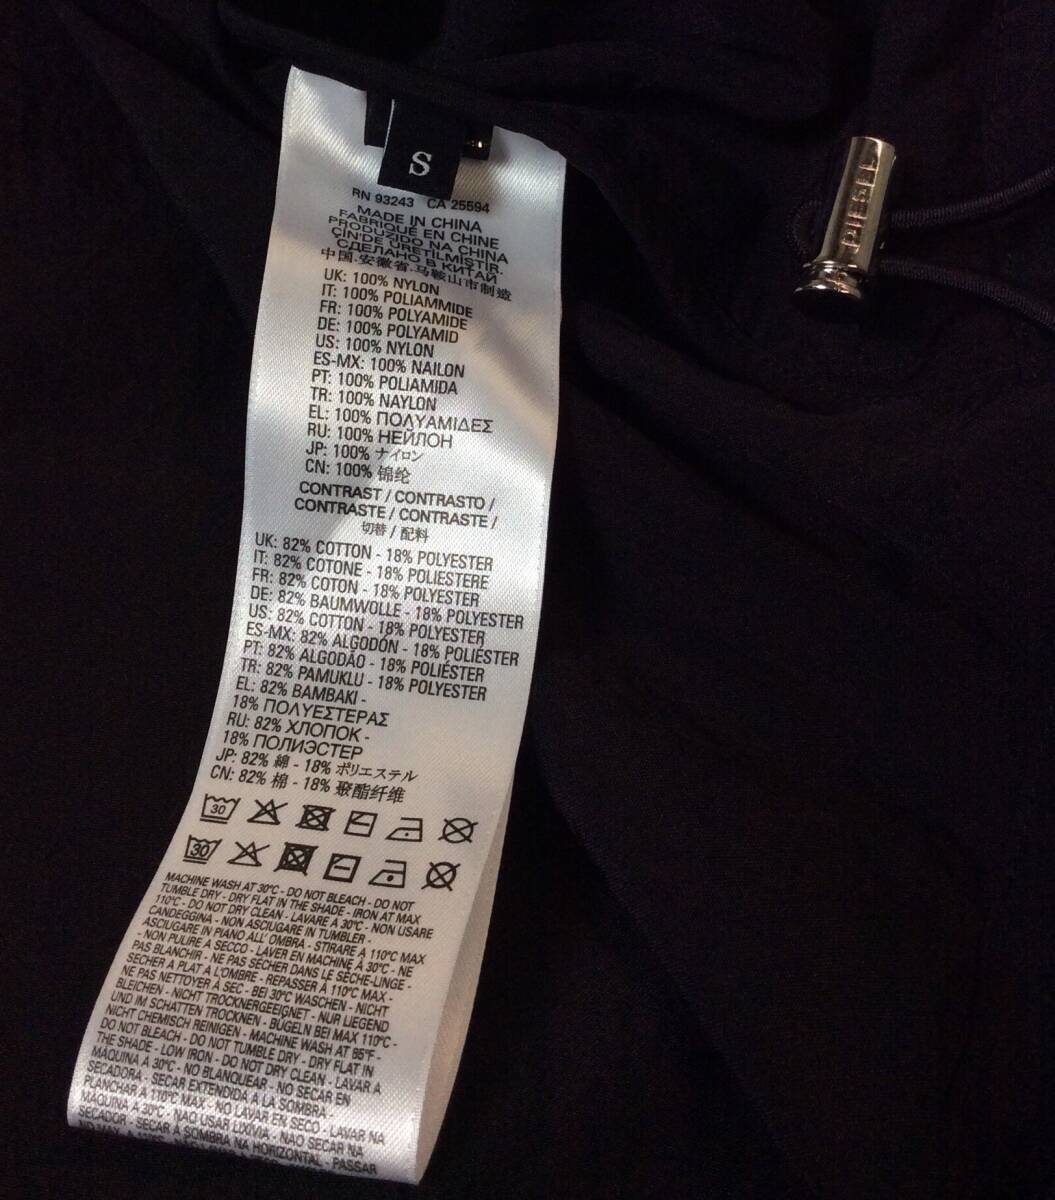 S
DIESEL
RN 93243 CA 25594
MADE IN CHINA
FABRIQUÉ EN CHINE
PRODUZIDO NA CHINA
ÇIN'DE ÜRETILMIŞTIR.
СДЕЛАНО В КИТАЙ
中国.安徽省.马鞍山市制造
UK: 100% NYLON
IT: 100% POLIAMMIDE
FR: 100% POLYAMIDE
DE: 100% POLYAMID
US: 100% NYLON
ES-MX: 100% NAILON
PT: 100% POLIAMIDA
TR: 100% NAYLON
EL: 100% ΠΟΛΥΑΜΙΔΕΣ
RU: 100% НЕЙЛОН
JP: 100% ナイロン
CN: 100% 锦纶
CONTRAST / CONTRASTO /
CONTRASTE / CONTRASTE /
切替 / 配料
UK: 82% COTTON - 18% POLYESTER
IT: 82% COTONE - 18% POLIESTERE
FR: 82% COTON - 18% POLYESTER
DE: 82% BAUMWOLLE - 18% POLYESTER
US: 82% COTTON - 18% POLYESTER
ES-MX: 82% ALGODÓN - 18% POLIÉSTER
PT: 82% ALGODÃO - 18% POLIÉSTER
TR: 82% PAMUKLU - 18% POLYESTER
EL: 82% ΒΑΜΒΑΚΙ -
18% ΠΟΛΥΕΣΤΕΡΑΣ
RU: 82% ХЛОПОК -
18% ПОЛИЭСТЕР
JP: 82% 綿 - 18% ポリエステル
CN: 82% 棉 - 18% 聚酯纤维
30
30
MACHINE WASH AT 30°C - DO NOT BLEACH - DO NOT
TUMBLE DRY - DRY FLAT IN THE SHADE - IRON AT MAX
110°C - DO NOT DRY CLEAN - LAVARE À 30°C - NON USARE
CANDEGGINA - NON ASCIUGARE IN TUMBLER -
ASCIUGARE IN PIANO ALL' OMBRA - STIRARE A 110°C MAX
- NON PULIRE A SECCO - LAVER EN MACHINE À 30°C - NE
PAS BLANCHIR - NE PAS SÉCHER DANS LE SÈCHE-LINGE -
SÉCHER A PLAT A L'OMBRE - REPASSER À 110°C MAX -
NE PAS NETTOYER À SEC - BEI 30°C WASCHEN - NICHT
BLEICHEN - NICHT TROCKNERGEEIGNET - NUR LIEGEND
UND IM SCHATTEN TROCKNEN - BÜGELN BEI MAX 110°C -
NICHT CHEMISCH REINIGEN - MACHINE WASH AT 85°F -
DO NOT BLEACH - DO NOT TUMBLE DRY - DRY FLAT IN
THE SHADE - LOW IRON - DO NOT DRY CLEAN - LAVAR A
MÁQUINA Á 30°C - NO BLANQUEAR - NO SECAR EN
SECADORA - SECAR EXTENDIDA A LA SOMBRA -
PLANCHAR A 110°C MAX - NO LAVAR EN SECO - LAVAR NA
MÁQUINA À 30°C - NAO USAR LIXIVIA - NÃO SECAR NA
SECADOR - SECAR À SOMBRA NA HORIZONTAL - PASSAR